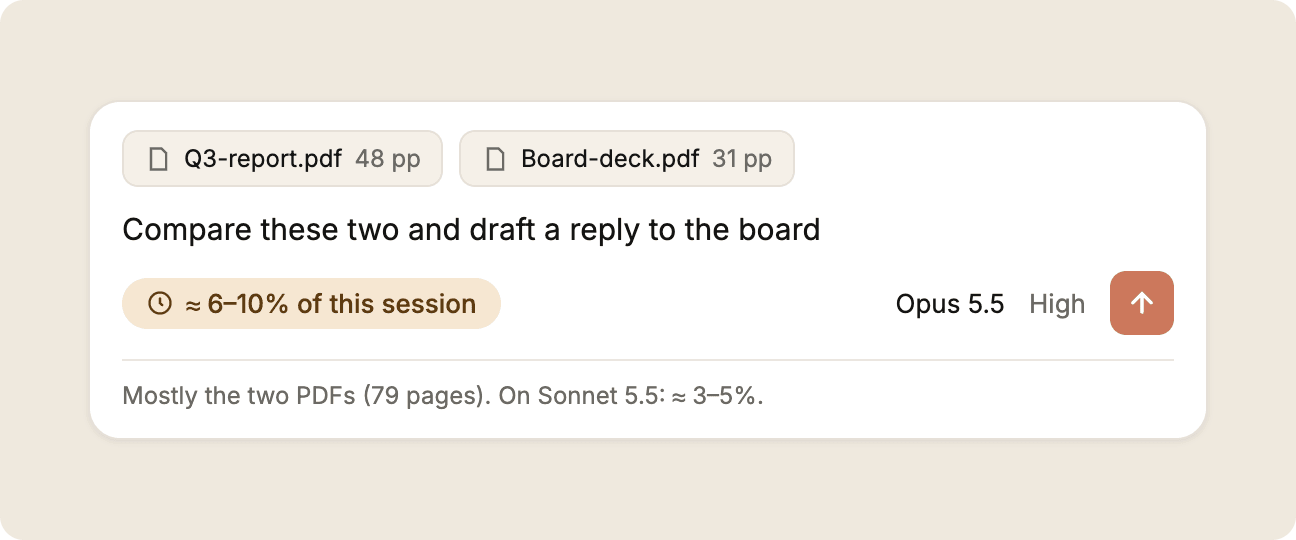 Q3-report.pdf 48 pp Board-deck.pdf 31 pp
Compare these two and draft a reply to the board
≈ 6–10% of this session Opus 5.5 High
Mostly the two PDFs (79 pages). On Sonnet 5.5: ≈ 3–5%.